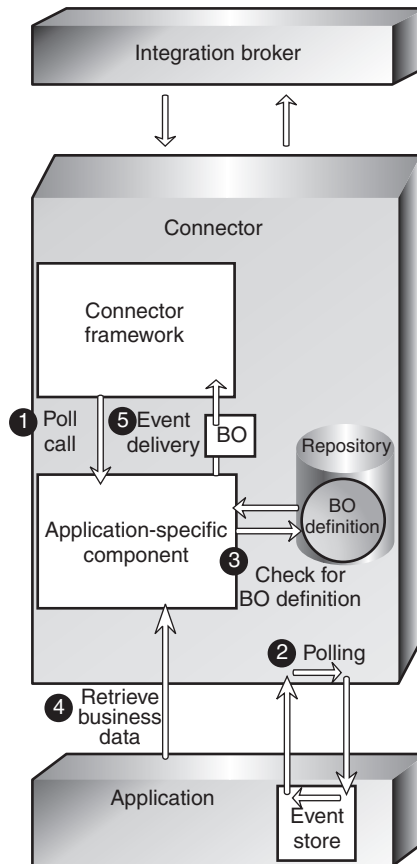 Integration broker
Connector
Connector
framework
1 Poll
call
5 Event
delivery
BO
Repository
BO
definition
Application-specific
component
3
Check for
BO definition
2 Polling
4 Retrieve
business
data
Application
Event
store